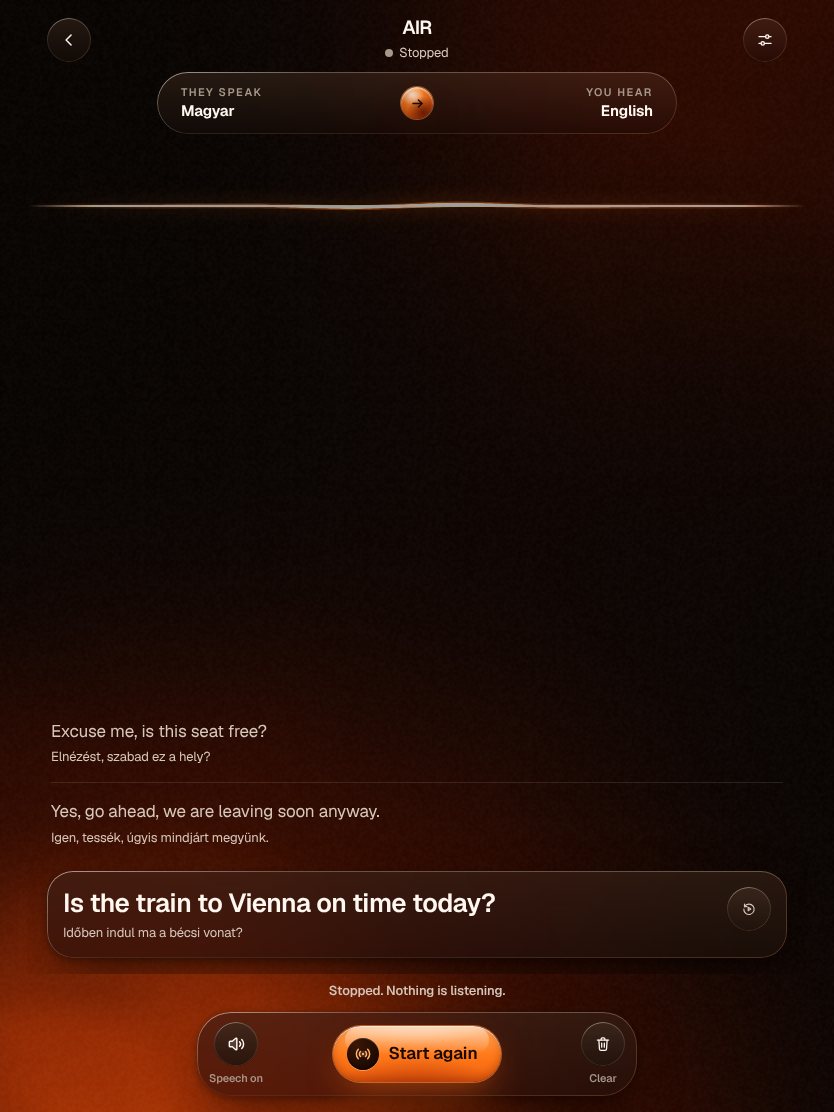 AIR
Stopped
THEY SPEAK
Magyar
YOU HEAR
English
Excuse me, is this seat free?
Elnézést, szabad ez a hely?
Yes, go ahead, we are leaving soon anyway.
Igen, tessék, úgyis mindjárt megyünk.
Is the train to Vienna on time today?
Időben indul ma a bécsi vonat?
Stopped. Nothing is listening.
Speech on
Start again
Clear